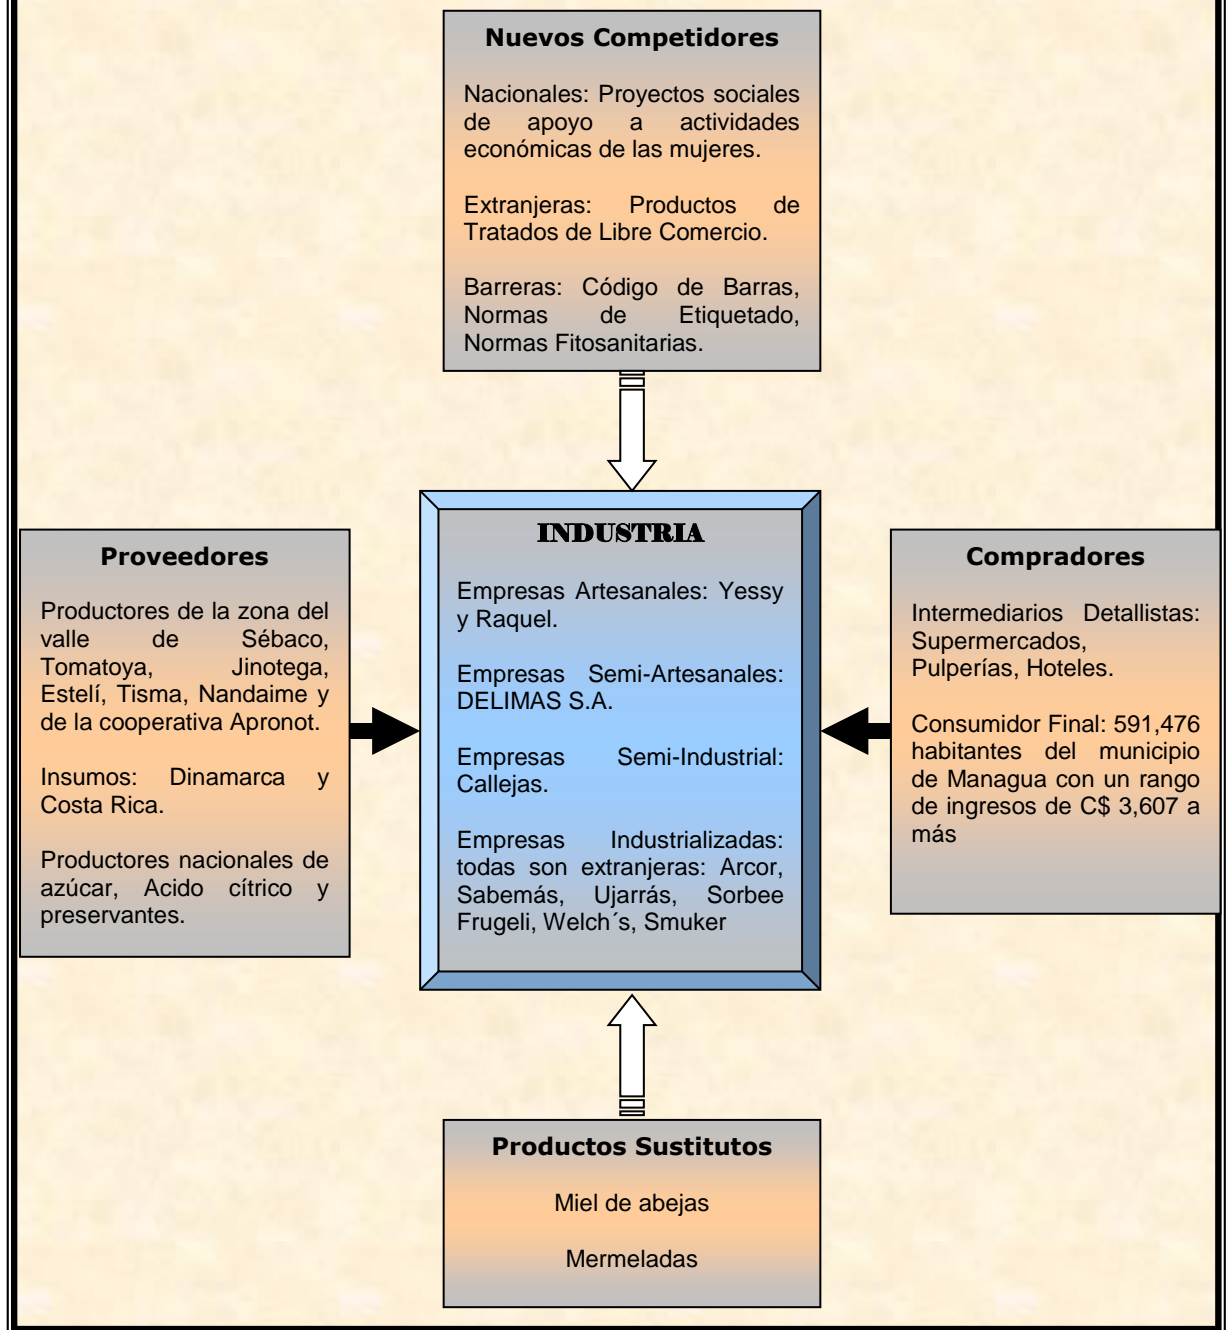 Nuevos Competidores
Nacionales: Proyectos sociales
de apoyo a actividades
económicas de las mujeres.
Extranjeras: Productos de
Tratados de Libre Comercio.
Barreras: Código de Barras,
Normas de Etiquetado,
Normas Fitosanitarias.
Proveedores
Productores de la zona del
valle de Sébaco,
Tomatoya, Jinotega,
Estelí, Tisma, Nandaime y
de la cooperativa Apronot.
Insumos: Dinamarca y
Costa Rica.
Productores nacionales de
azúcar, Acido cítrico y
preservantes.
INDUSTRIA
Empresas Artesanales: Yessy
y Raquel.
Empresas Semi-Artesanales:
DELIMAS S.A.
Empresas Semi-Industrial:
Callejas.
Empresas Industrializadas:
todas son extranjeras: Arcor,
Sabemás, Ujarrás, Sorbee
Frugeli, Welch´s, Smuker
Compradores
Intermediarios Detallistas:
Supermercados,
Pulperías, Hoteles.
Consumidor Final: 591,476
habitantes del municipio
de Managua con un rango
de ingresos de C$ 3,607 a
más
Productos Sustitutos
Miel de abejas
Mermeladas